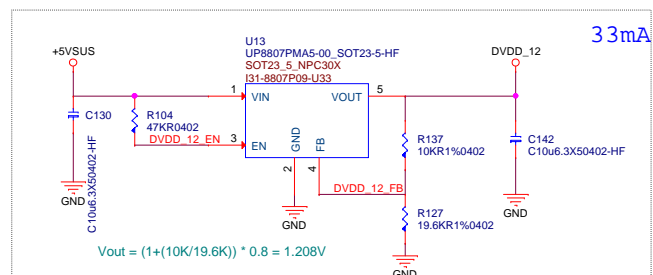 33mA
U13
UP8807PMA5-00_SOT23-5-HF
SOT23_5_NPC30X
I31-8807P09-U33
+5VSUS
DVDD_12
1
VIN
VOUT
5
C130
R104
47KR0402
DVDD_12_EN
3
EN
GND
FB
2
4
R137
10KR1%0402
C142
C10u6.3X50402-HF
C10u6.3X50402-HF
GND
GND
DVDD_12_FB
R127
19.6KR1%0402
GND
GND
Vout = (1+(10K/19.6K)) * 0.8 = 1.208V